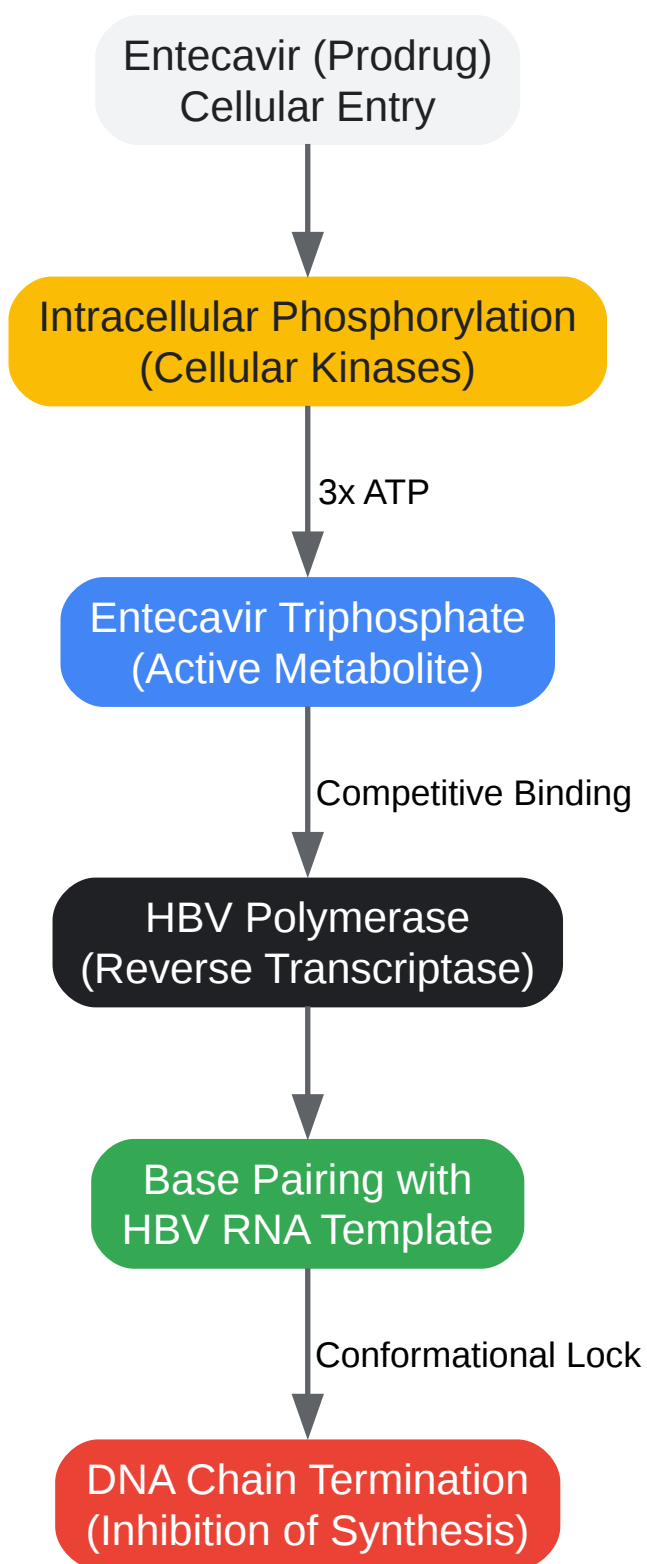 Entecavir (Prodrug)
Cellular Entry
Intracellular Phosphorylation
(Cellular Kinases)
3x ATP
Entecavir Triphosphate
(Active Metabolite)
Competitive Binding
HBV Polymerase
(Reverse Transcriptase)
Base Pairing with
HBV RNA Template
Conformational Lock
DNA Chain Termination
(Inhibition of Synthesis)